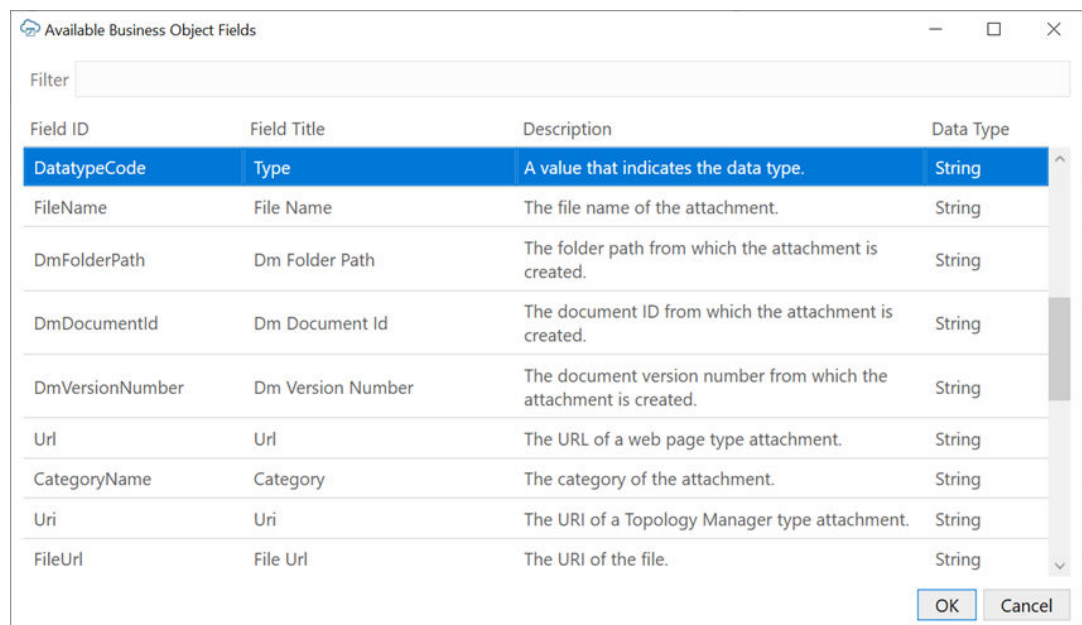 Available Business Object Fields
Filter
Field ID Field Title Description Data Type
DatatypeCode Type A value that indicates the data type. String
FileName File Name The file name of the attachment. String
DmFolderPath Dm Folder Path The folder path from which the attachment is created. String
DmDocumentId Dm Document Id The document ID from which the attachment is created. String
DmVersionNumber Dm Version Number The document version number from which the attachment is created. String
Url Url The URL of a web page type attachment. String
CategoryName Category The category of the attachment. String
Uri Uri The URI of a Topology Manager type attachment. String
FileUrl File Url The URI of the file. String
OK Cancel